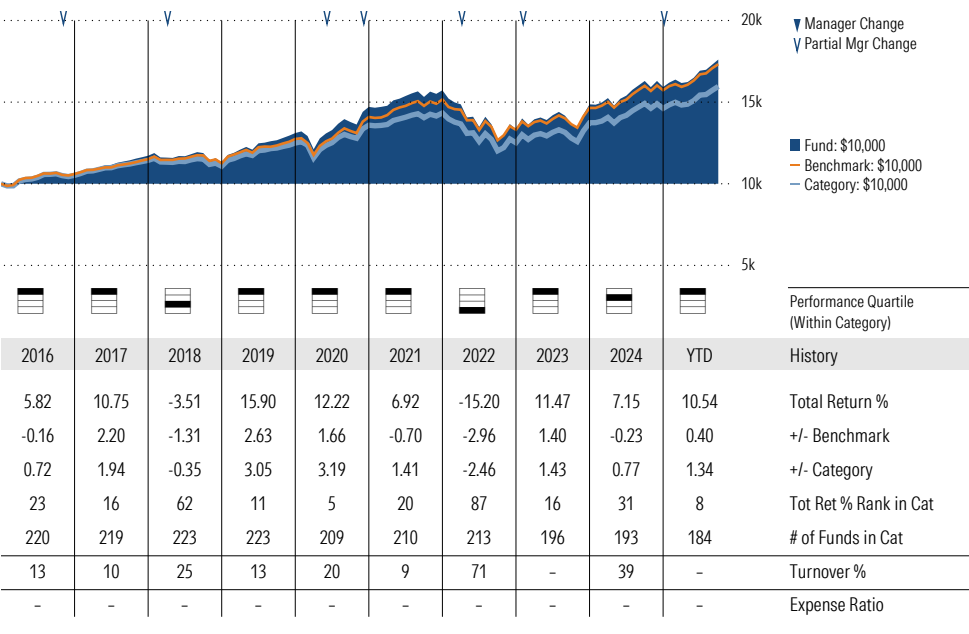 20k
▼ Manager Change
V Partial Mgr Change
15k
Fund: $10,000
Benchmark: $10,000
10k
Category: $10,000
5k
Performance Quartile
(Within Category)
2016 2017 2018 2019 2020 2021 2022 2023 2024 YTD History
5.82 10.75 -3.51 15.90 12.22 6.92 -15.20 11.47 7.15 10.54 Total Return %
-0.16 2.20 -1.31 2.63 1.66 -0.70 -2.96 1.40 -0.23 0.40 +/- Benchmark
0.72 1.94 -0.35 3.05 3.19 1.41 -2.46 1.43 0.77 1.34 +/- Category
23 16 62 11 5 20 87 16 31 8 Tot Ret % Rank in Cat
220 219 223 223 209 210 213 196 193 184 # of Funds in Cat
13 10 25 13 20 9 71 – 39 – Turnover %
– – – – – – – – – – Expense Ratio